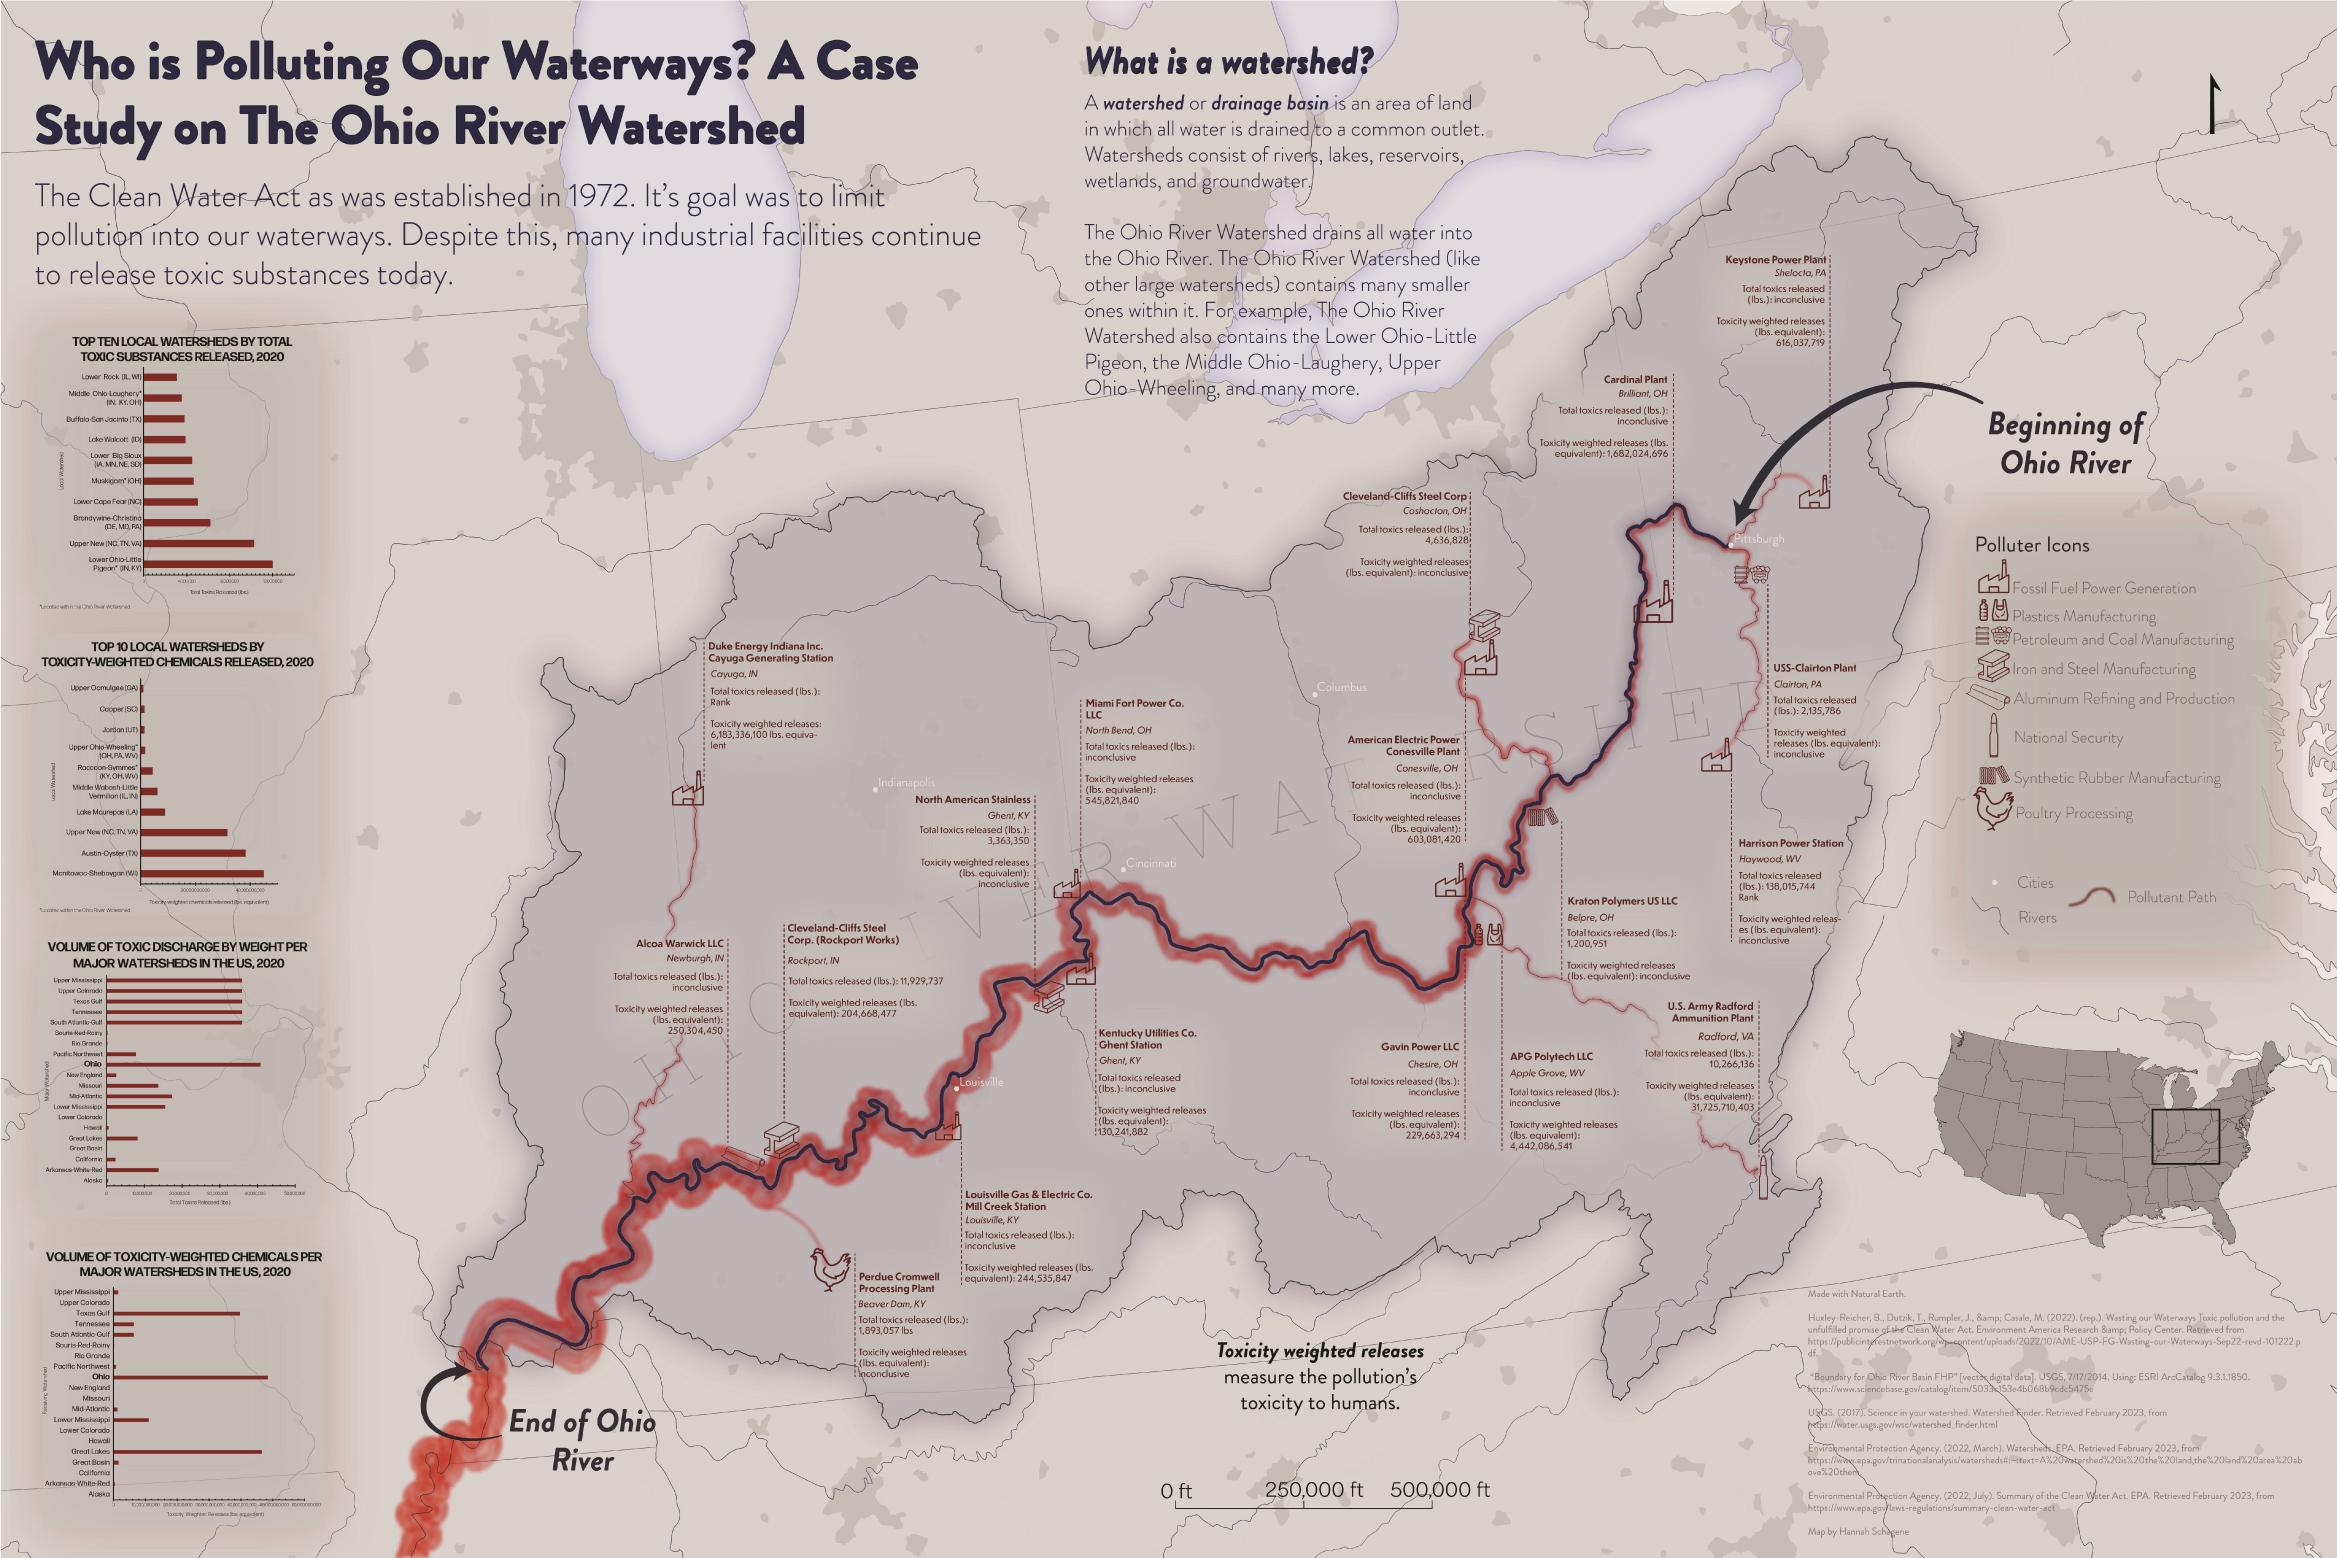 Who is Polluting Our Waterways? A Case
Study on The Ohio River Watershed
The Clean Water Act as was established in 1972. It's goal was to limit
pollution into our waterways. Despite this, many industrial facilities continue
to release toxic substances today.
What is a watershed?
A watershed or drainage basin is an area of land
in which all water is drained to a common outlet.
Watersheds consist of rivers, lakes, reservoirs,
wetlands, and groundwater.
The Ohio River Watershed drains all water into
the Ohio River. The Ohio River Watershed (like
other large watersheds) contains many smaller
ones within it. For example, The Ohio River
Watershed also contains the Lower Ohio-Little
Pigeon, the Middle Ohio-Laughery, Upper
Ohio-Wheeling, and many more.
TOP TEN LOCAL WATERSHEDS BY TOTAL
TOXIC SUBSTANCES RELEASED, 2020
Lower Rock (IL, WI)
Middle Ohio-Laughery*
(IN, KY, OH)
Buffalo-San Jacinto (TX)
Lake Walcott (ID)
Lower Big Sioux
(IA, MN, NE, SD)
Muskigom* (OH)
Lower Cape Fear (NC)
Brandywine-Christina
(DE, MD, PA)
Upper New (NC, TN, VA)
Lower Ohio-Little
Pigeon* (IN, KY)
Local Watershed
Total Toxins Released (lbs.)
*Located within the Ohio River Watershed
TOP 10 LOCAL WATERSHEDS BY
TOXICITY-WEIGHTED CHEMICALS RELEASED, 2020
Upper Ocmulgee (GA)
Cooper (SC)
Jordan (UT)
Upper Ohio-Wheeling*
(OH, PA, WV)
Raccoon-Symmes*
(KY, OH, WV)
Middle Wabash-Little
Vermilion (IL, IN)
Lake Maurepas (LA)
Upper New (NC, TN, VA)
Austin-Oyster (TX)
Manitowoc-Sheboygan (WI)
Local Watershed
Toxicity weighted chemicals released (lbs. equivalent)
*Located within the Ohio River Watershed
VOLUME OF TOXIC DISCHARGE BY WEIGHT PER
MAJOR WATERSHEDS IN THE US, 2020
Upper Mississippi
Upper Colorado
Texas Gulf
Tennessee
South Atlantic-Gulf
Souris-Red-Rainy
Rio Grande
Pacific Northwest
Ohio
New England
Missouri
Mid-Atlantic
Lower Mississippi
Lower Colorado
Hawaii
Great Lakes
Great Basin
California
Arkansas-White-Red
Alaska
Major Watershed
Total Toxins Released (lbs.)
VOLUME OF TOXICITY-WEIGHTED CHEMICALS PER
MAJOR WATERSHEDS IN THE US, 2020
Upper Mississippi
Upper Colorado
Texas Gulf
Tennessee
South Atlantic-Gulf
Souris-Red-Rainy
Rio Grande
Pacific Northwest
Ohio
New England
Missouri
Mid-Atlantic
Lower Mississippi
Lower Colorado
Hawaii
Great Lakes
Great Basin
California
Arkansas-White-Red
Alaska
Receiving Watershed
Toxicity Weighted Releases (lbs. equivalent)
Keystone Power Plant
Shelocta, PA
Total toxics released
(lbs.): inconclusive
Toxicity weighted releases
(lbs. equivalent):
616,037,719
Cardinal Plant
Brilliant, OH
Total toxics released (lbs.):
inconclusive
Toxicity weighted releases (lbs.
equivalent): 1,682,024,696
Beginning of
Ohio River
Cleveland-Cliffs Steel Corp
Coshocton, OH
Total toxics released (lbs.):
4,636,828
Toxicity weighted releases
(lbs. equivalent): inconclusive
Pittsburgh
Polluter Icons
Fossil Fuel Power Generation
Plastics Manufacturing
Petroleum and Coal Manufacturing
Iron and Steel Manufacturing
Aluminum Refining and Production
National Security
Synthetic Rubber Manufacturing
Poultry Processing
Cities
Rivers
Pollutant Path
Duke Energy Indiana Inc.
Cayuga Generating Station
Cayuga, IN
Total toxics released (lbs.):
Rank
Toxicity weighted releases:
6,183,336,100 lbs. equiva-
lent
USS-Clairton Plant
Clairton, PA
Total toxics released
(lbs.): 2,135,786
Toxicity weighted
releases (lbs. equivalent):
inconclusive
Columbus
Miami Fort Power Co.
LLC
North Bend, OH
Total toxics released (lbs.):
inconclusive
Toxicity weighted releases
(lbs. equivalent):
545,821,840
American Electric Power
Conesville Plant
Conesville, OH
Total toxics released (lbs.):
inconclusive
Toxicity weighted releases
(lbs. equivalent):
603,081,420
Indianapolis
North American Stainless
Ghent, KY
Total toxics released (lbs.):
3,363,350
Toxicity weighted releases
(lbs. equivalent):
inconclusive
Cincinnati
OHIO RIVER WATERSHED
Harrison Power Station
Haywood, WV
Total toxics released
(lbs.): 138,015,744
Rank
Toxicity weighted releas-
es (lbs. equivalent):
inconclusive
Kraton Polymers US LLC
Belpre, OH
Total toxics released (lbs.):
1,200,951
Toxicity weighted releases
(lbs. equivalent): inconclusive
Alcoa Warwick LLC
Newburgh, IN
Total toxics released (lbs.):
inconclusive
Toxicity weighted releases
(lbs. equivalent):
250,304,450
Cleveland-Cliffs Steel
Corp. (Rockport Works)
Rockport, IN
Total toxics released (lbs.): 11,929,737
Toxicity weighted releases (lbs.
equivalent): 204,668,477
U.S. Army Radford
Ammunition Plant
Radford, VA
Total toxics released (lbs.):
10,266,136
Toxicity weighted releases
(lbs. equivalent):
31,725,710,403
Kentucky Utilities Co.
Ghent Station
Ghent, KY
Total toxics released
(lbs.): inconclusive
Toxicity weighted releases
(lbs. equivalent):
130,241,882
Gavin Power LLC
Chesire, OH
Total toxics released (lbs.):
inconclusive
Toxicity weighted releases
(lbs. equivalent):
229,663,294
APG Polytech LLC
Apple Grove, WV
Total toxics released (lbs.):
inconclusive
Toxicity weighted releases
(lbs. equivalent):
4,442,086,541
Louisville
Louisville Gas & Electric Co.
Mill Creek Station
Louisville, KY
Total toxics released (lbs.):
inconclusive
Toxicity weighted releases (lbs.
equivalent): 244,535,847
Perdue Cromwell
Processing Plant
Beaver Dam, KY
Total toxics released (lbs.):
1,893,057 lbs
Toxicity weighted releases
(lbs. equivalent):
inconclusive
End of Ohio
River
Toxicity weighted releases
measure the pollution's
toxicity to humans.
0 ft 250,000 ft 500,000 ft
Made with Natural Earth.
Huxley-Reicher, B., Dutzik, T., Rumpler, J., &amp; Casale, M. (2022). (rep.). Wasting our Waterways Toxic pollution and the
unfulfilled promise of the Clean Water Act. Environment America Research &amp; Policy Center. Retrieved from
https://publicinterestnetwork.org/wp-content/uploads/2022/10/AME-USP-FG-Wasting-our-Waterways-Sep22-revd-101222.p
df.
"Boundary for Ohio River Basin FHP" [vector digital data]. USGS, 7/17/2014. Using: ESRI ArcCatalog 9.3.1.1850.
https://www.sciencebase.gov/catalog/item/5033c153e4b068b9cdc5475e
USGS. (2017). Science in your watershed. Watershed Finder. Retrieved February 2023, from
https://water.usgs.gov/wsc/watershed_finder.html
Environmental Protection Agency. (2022, March). Watersheds. EPA. Retrieved February 2023, from
https://www.epa.gov/trinationalanalysis/watersheds#:~:text=A%20watershed%20is%20the%20land,the%20land%20area%20ab
ove%20them
Environmental Protection Agency. (2022, July). Summary of the Clean Water Act. EPA. Retrieved February 2023, from
https://www.epa.gov/laws-regulations/summary-clean-water-act
Map by Hannah Schagene